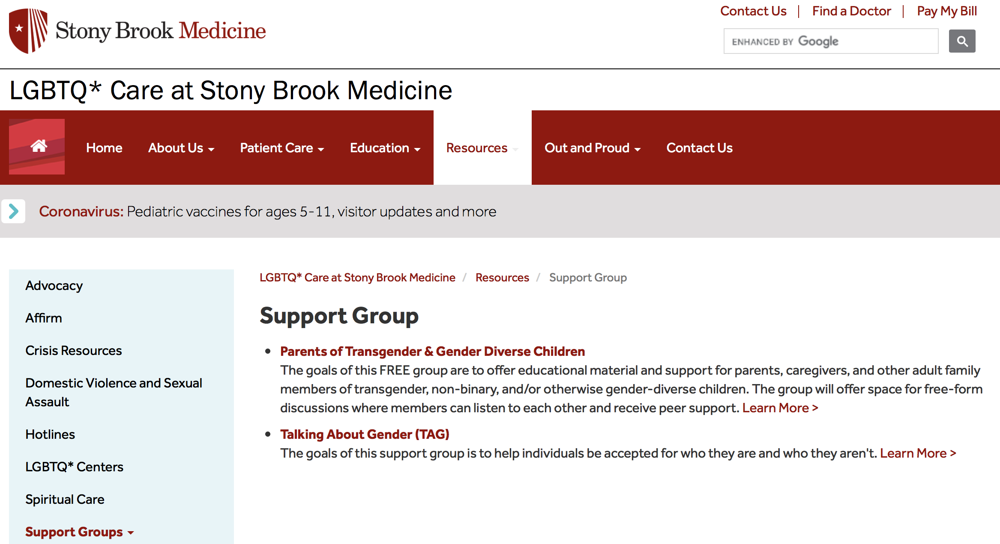 Stony Brook Medicine
Contact Us | Find a Doctor | Pay My Bill
ENHANCED BY Google
LGBTQ* Care at Stony Brook Medicine
Home About Us Patient Care Education Resources Out and Proud Contact Us
Coronavirus: Pediatric vaccines for ages 5-11, visitor updates and more
Advocacy
Affirm
Crisis Resources
Domestic Violence and Sexual
Assault
Hotlines
LGBTQ* Centers
Spiritual Care
Support Groups
LGBTQ* Care at Stony Brook Medicine / Resources / Support Group
Support Group
• Parents of Transgender & Gender Diverse Children
The goals of this FREE group are to offer educational material and support for parents, caregivers, and other adult family
members of transgender, non-binary, and/or otherwise gender-diverse children. The group will offer space for free-form
discussions where members can listen to each other and receive peer support. Learn More >
• Talking About Gender (TAG)
The goals of this support group is to help individuals be accepted for who they are and who they aren't. Learn More >